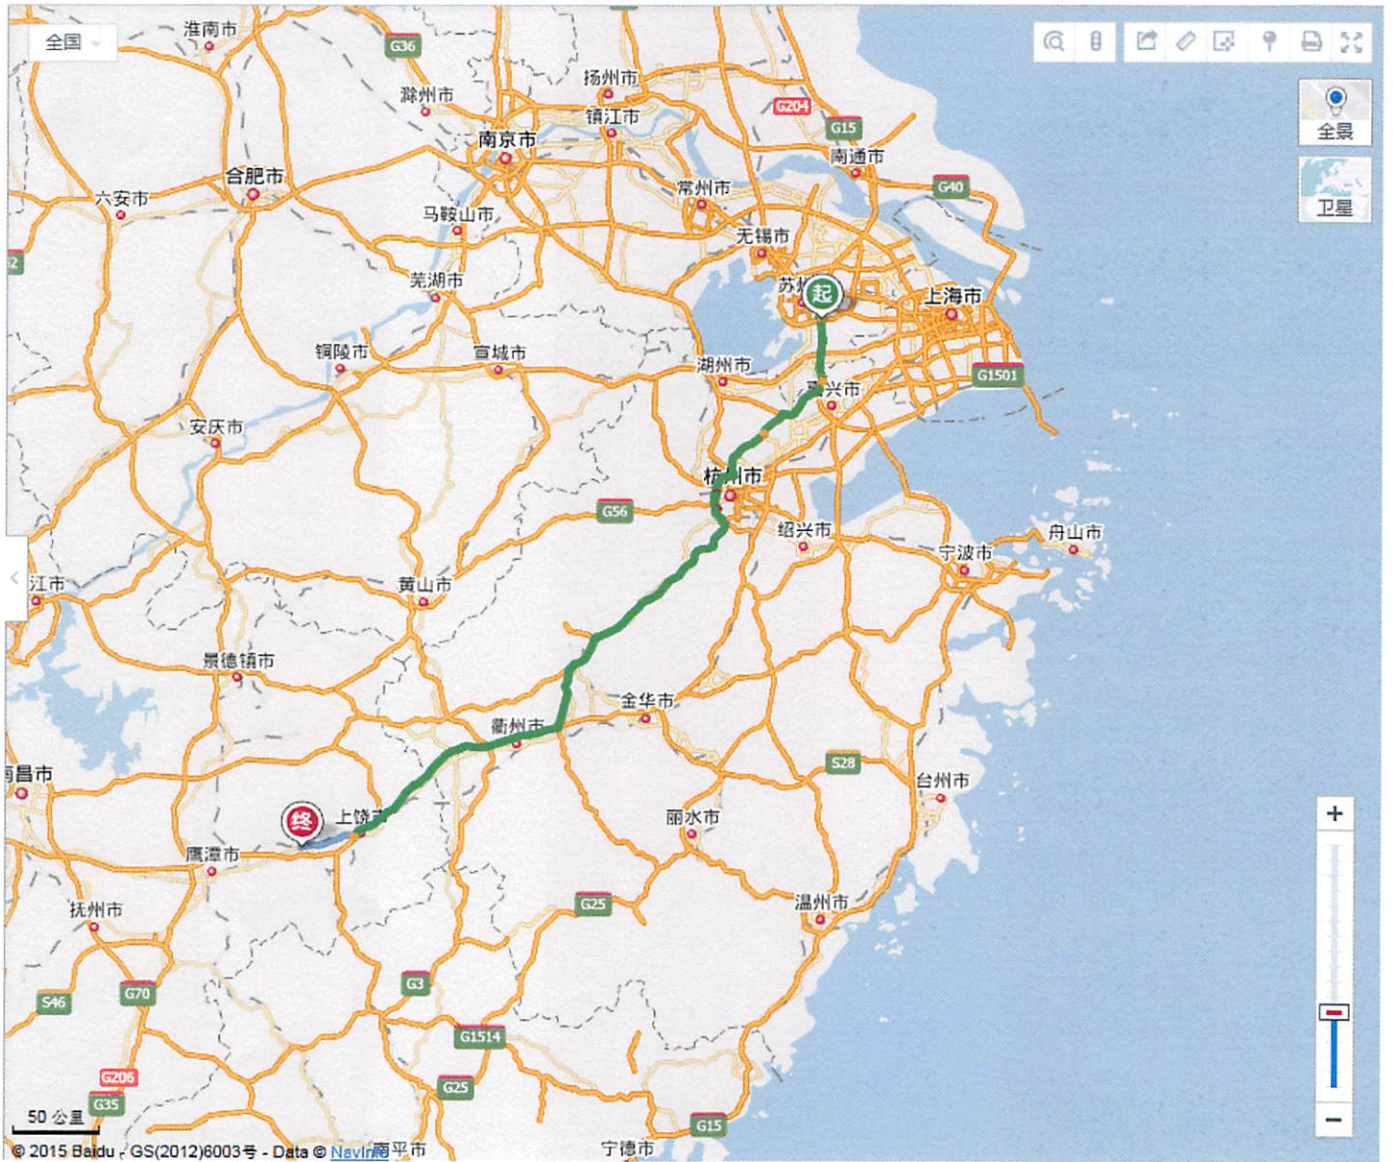 淮南市
全国
G36
扬州市
滁州市
G204
镇江市
G15
全景
南京市
南通市
合肥市
G40
六安市
常州市
卫星
马鞍山市
无锡市
芜湖市
起
上海市
铜陵市
宣城市
湖州市
G1501
兴市
安庆市
杭州市
G56
绍兴市
舟山市
宁波市
江市
黄山市
景德镇市
金华市
衢州市
S28
昌市
台州市
终
上饶
丽水市
鹰潭市
G25
温州市
抚州市
G3
G70
S46
G1514
G206
G25
G35
50 公里
G15
© 2015 Baidu - GS(2012)6003号 - Data © NavInfo
南平市
宁德市